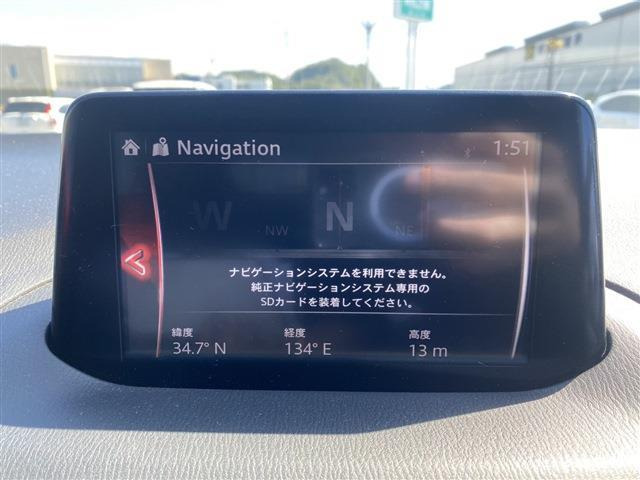 Navigation
1:51
W
NW
N
NE
ナビゲーションシステムを利用できません。
純正ナビゲーションシステム専用の
SDカードを装着してください。
緯度 経度 高度
34.7° N 134° E 13 m